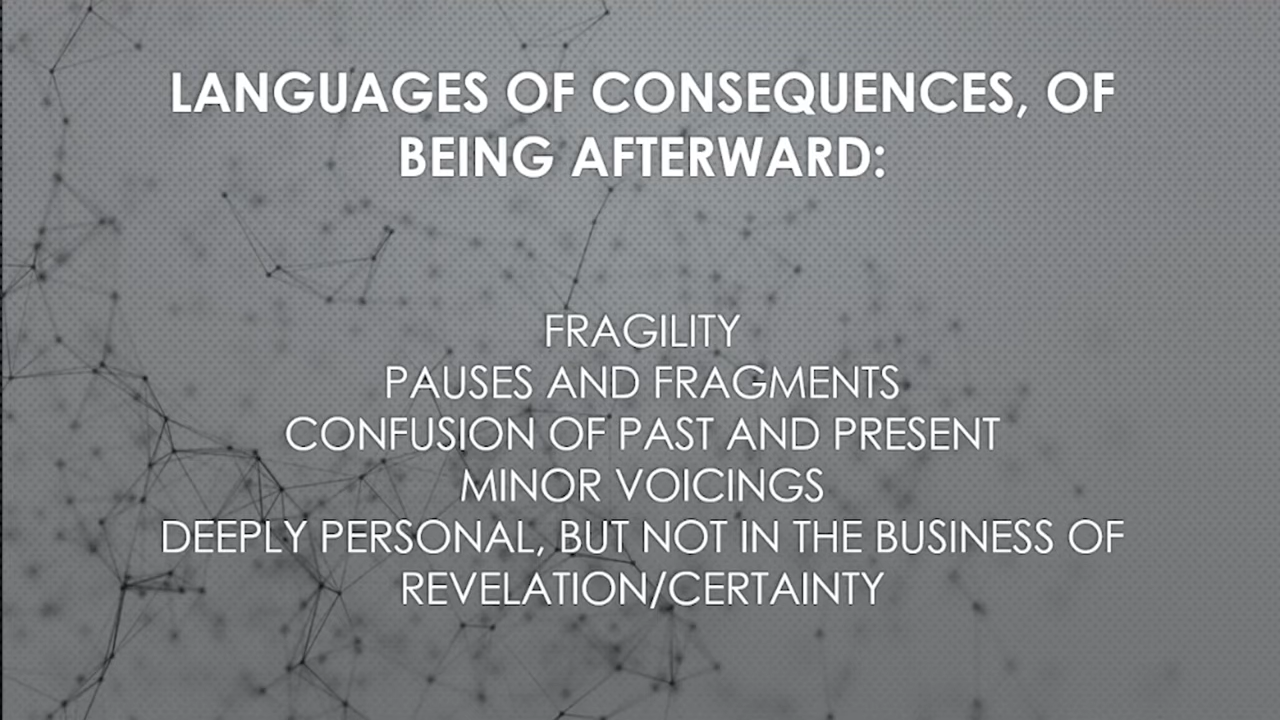 LANGUAGES OF CONSEQUENCES, OF
BEING AFTERWARD:
FRAGILITY
PAUSES AND FRAGMENTS
CONFUSION OF PAST AND PRESENT
MINOR VOICINGS
DEEPLY PERSONAL, BUT NOT IN THE BUSINESS OF
REVELATION/CERTAINTY